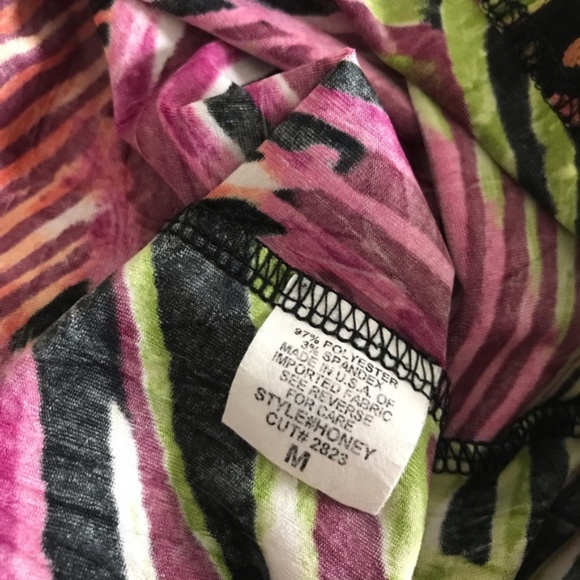 97% POLYESTER
3% SPANDEX
MADE IN U.S.A. OF
IMPORTED FABRIC
SEE REVERSE
FOR CARE
STYLE#HONEY
CUT# 2823
M